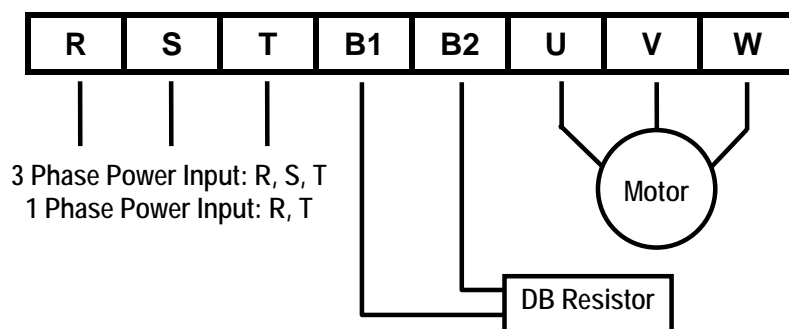 R S T B1 B2 U V W
3 Phase Power Input: R, S, T
1 Phase Power Input: R, T
Motor
DB Resistor